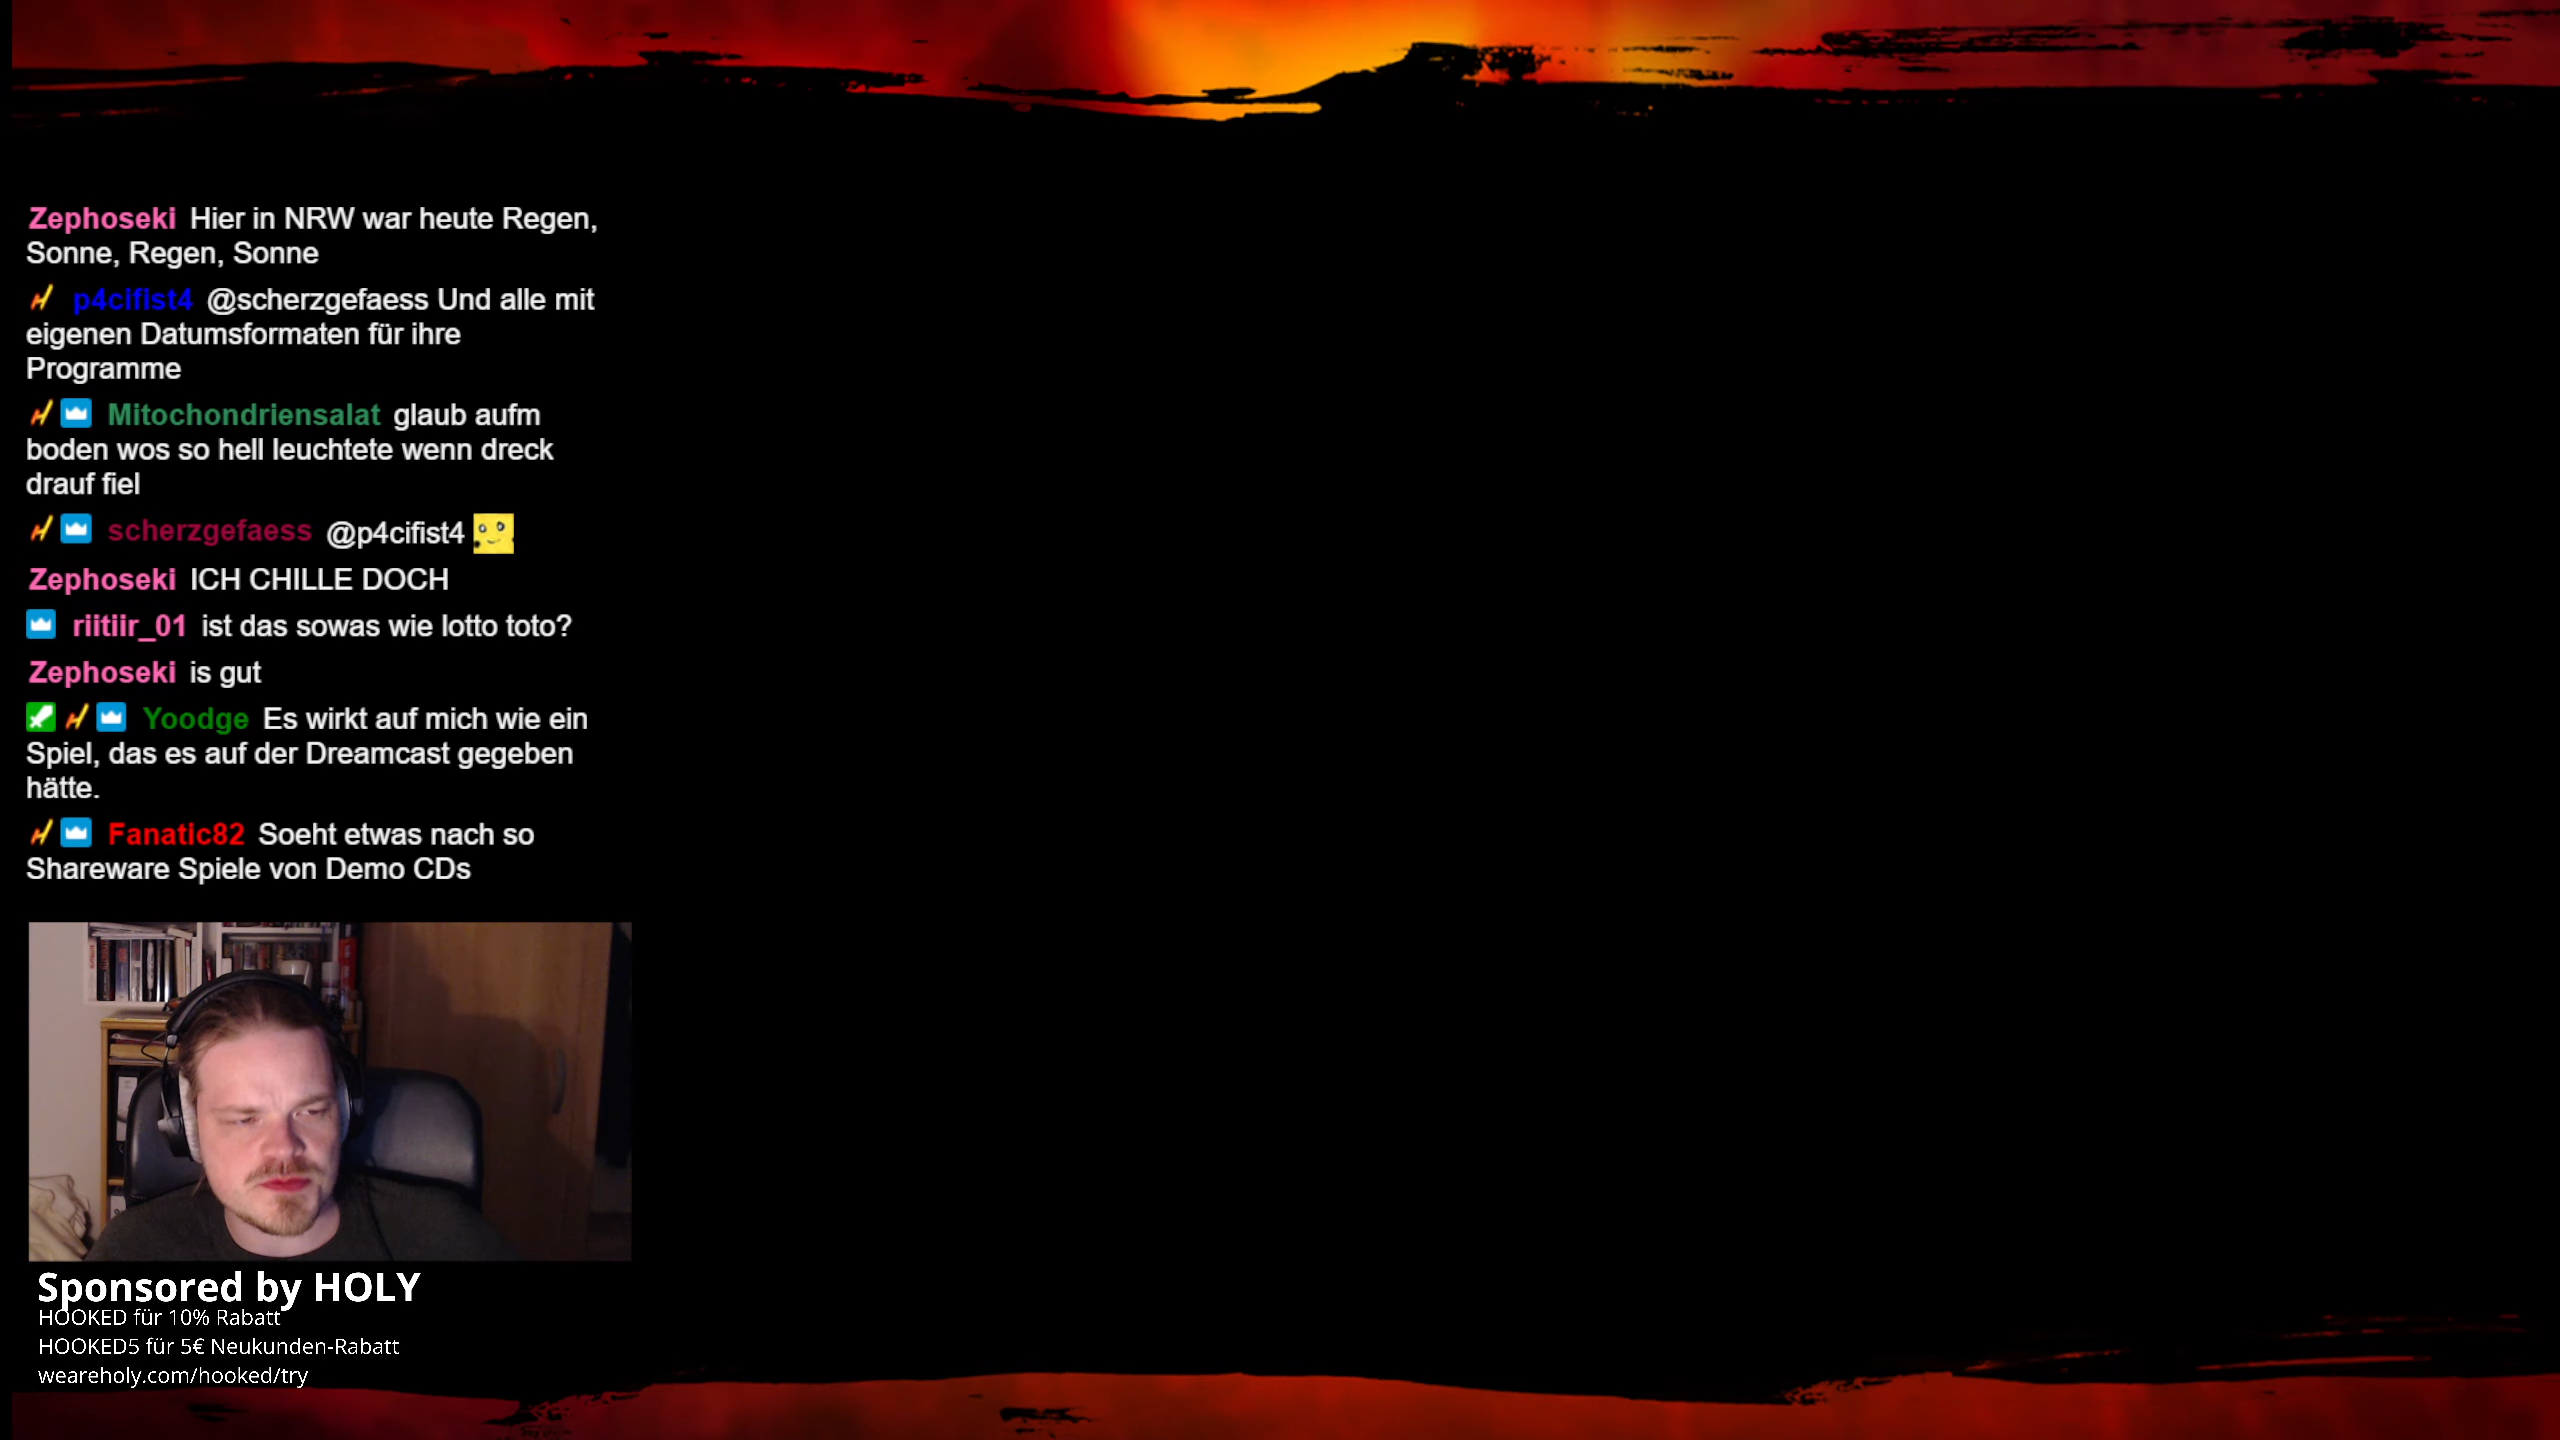 Zephoseki Hier in NRW war heute Regen,
Sonne, Regen, Sonne
p4cifist4 @scherzgefaess Und alle mit
eigenen Datumsformaten für ihre
Programme
Mitochondriensalat glaub aufm
boden wos so hell leuchtete wenn dreck
drauf fiel
scherzgefaess @p4cifist4
Zephoseki ICH CHILLE DOCH
riitiir_01 ist das sowas wie lotto toto?
Zephoseki is gut
Yoodge Es wirkt auf mich wie ein
Spiel, das es auf der Dreamcast gegeben
hätte.
Fanatic82 Soeht etwas nach so
Shareware Spiele von Demo CDs
Sponsored by HOLY
HOOKED für 10% Rabatt
HOOKED5 für 5€ Neukunden-Rabatt
weareholy.com/hooked/try